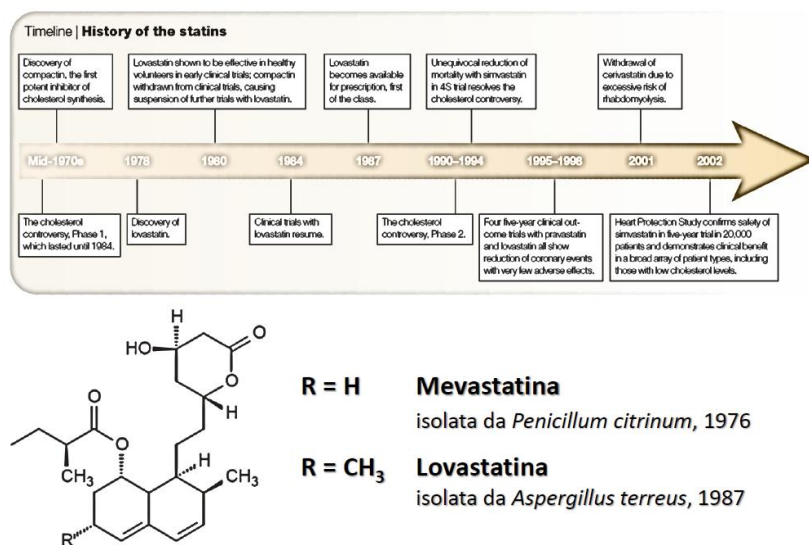 Timeline | History of the statins
Discovery of
compactin, the first
potent inhibitor of
cholesterol synthesis.
Lovastatin shown to be effective in healthy
volunteers in early clinical trials; compactin
withdrawn from clinical trials, causing
suspension of further trials with lovastatin.
Lovastatin
becomes available
for prescription, first
of the class.
Unequivocal reduction of
mortality with simvastatin
in 4S trial resolves the
cholesterol controversy.
Withdrawal of
cerivastatin due to
excessive risk of
rhabdomyolysis.
Mid-1970s 1978 1980 1984 1987 1990–1994 1995–1998 2001 2002
The cholesterol
controversy, Phase 1,
which lasted until 1984.
Discovery of
lovastatin.
Clinical trials with
lovastatin resume.
The cholesterol
controversy, Phase 2.
Four five-year clinical out-
come trials with pravastatin
and lovastatin all show
reduction of coronary events
with very few adverse effects.
Heart Protection Study confirms safety of
simvastatin in five-year trial in 20,000
patients and demonstrates clinical benefit
in a broad array of patient types, including
those with low cholesterol levels.
H
HO
O
O
H
O
O
CH3
H
CH3
R
R = H Mevastatina
isolata da Penicillum citrinum, 1976
R = CH3 Lovastatina
isolata da Aspergillus terreus, 1987